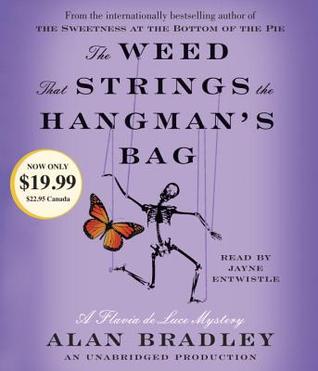 From the internationally bestselling author of
THE SWEETNESS AT THE BOTTOM OF THE PIE
The WEED
That STRINGS the
HANGMAN'S
BAG
NOW ONLY
$19.99
$22.95 Canada
READ BY
JAYNE
ENTWISTLE
A Flavia de Luce Mystery
ALAN BRADLEY
AN UNABRIDGED PRODUCTION